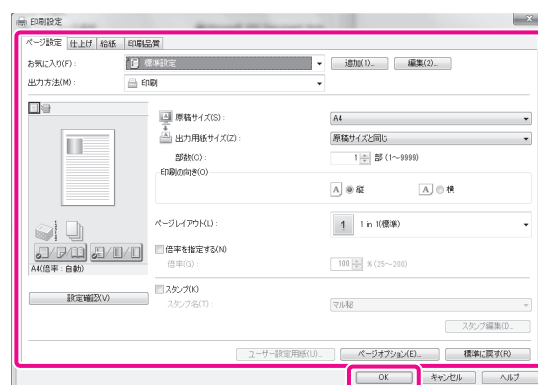 印刷設定
ページ設定 仕上げ 給紙 印刷品質
お気に入り(F) : 標準設定 追加(1)... 編集(2)...
出力方法(M) : 印刷
原稿サイズ(S) : A4
出力用紙サイズ(Z) : 原稿サイズと同じ
部数(C) : 1 部 (1～9999)
印刷の向き(O)
A 縦 A 横
ページレイアウト(L) : 1 1 in 1(標準)
倍率を指定する(N)
A4(倍率 : 自動) 倍率(G) : 100 % (25～200)
設定確認(V) スタンプ(K)
スタンプ名(T) : マル秘
スタンプ編集(D...
ユーザー設定用紙(U)... ページオプション(E)... 標準に戻す(R)
OK キャンセル ヘルプ